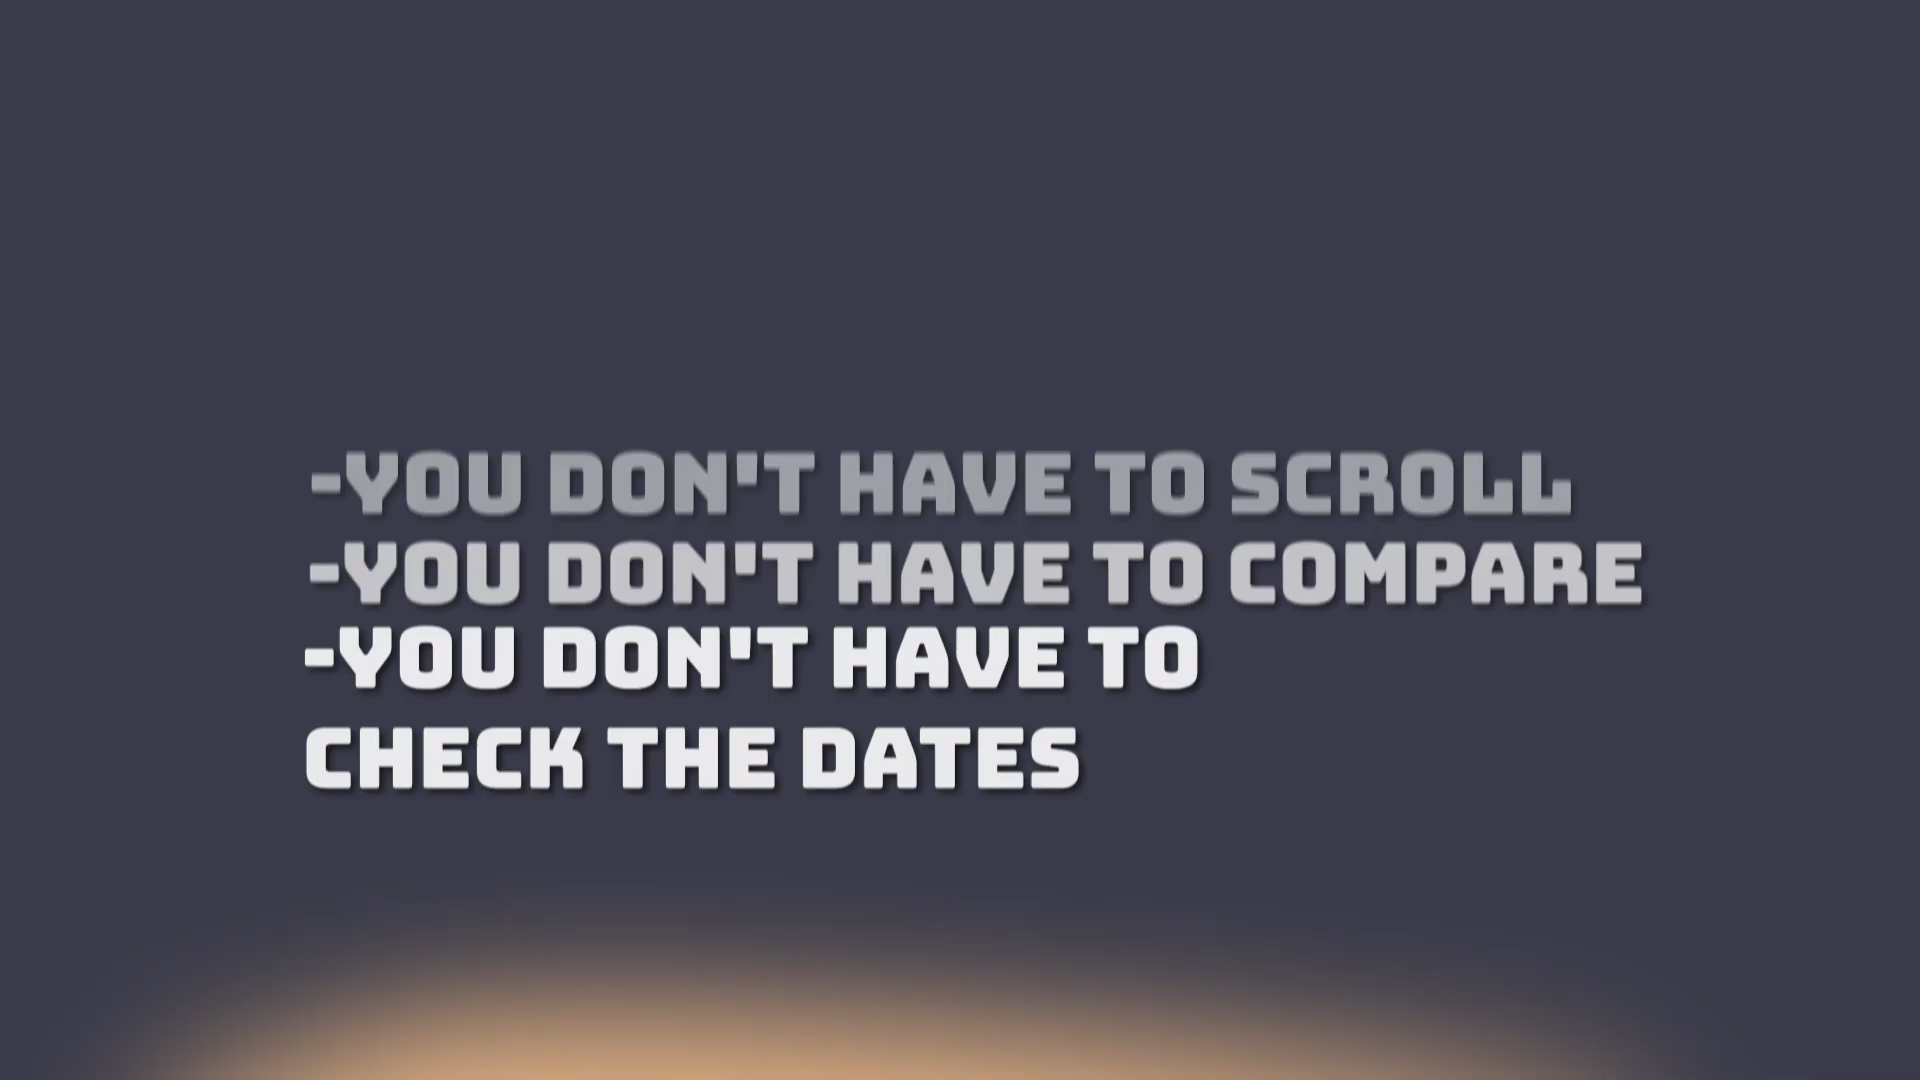 -YOU DON'T HAVE TO SCROLL
-YOU DON'T HAVE TO COMPARE
-YOU DON'T HAVE TO
CHECK THE DATES